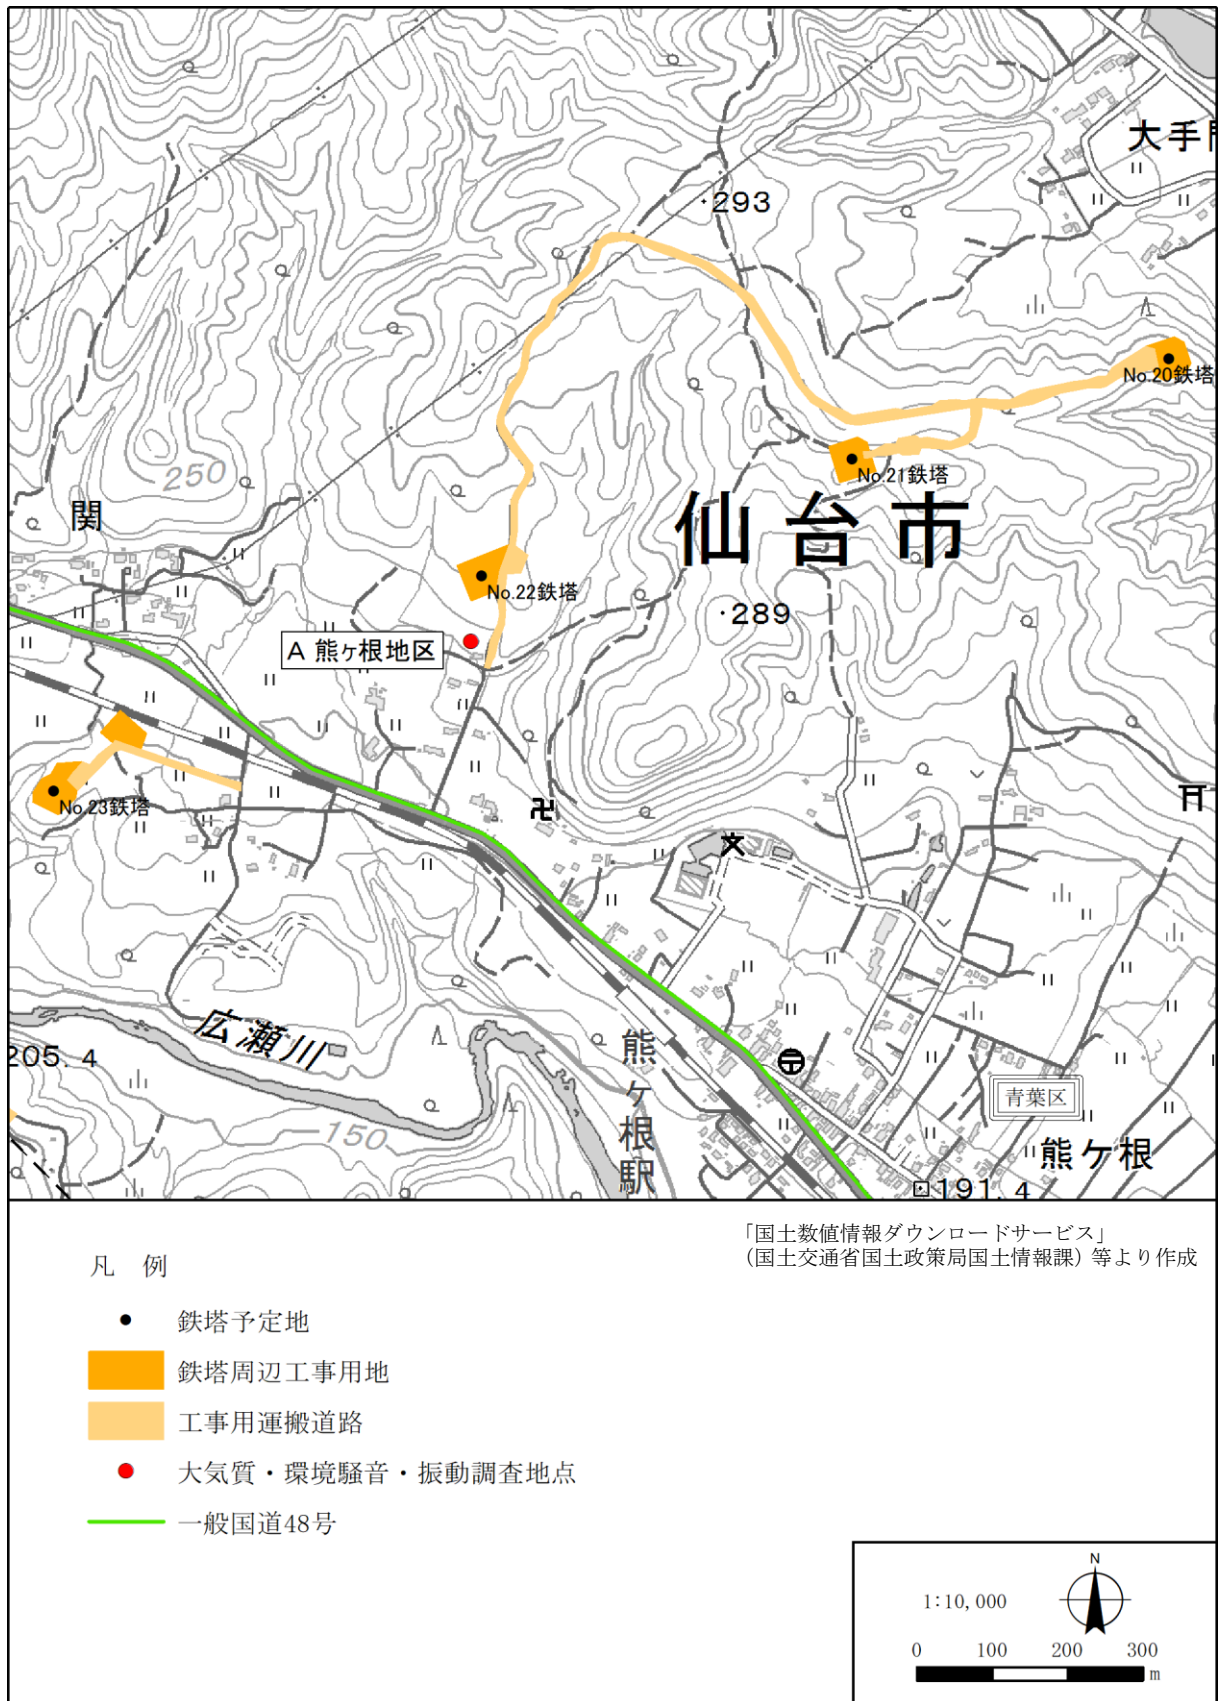 大手門
293
No.20鉄塔
No.21鉄塔
250
関
仙台市
No.22鉄塔
289
A 熊ヶ根地区
No.23鉄塔
広瀬川
205.4
150
熊ヶ根駅
青葉区
熊ケ根
191.4
「国土数値情報ダウンロードサービス」
(国土交通省国土政策局国土情報課)等より作成
凡 例
鉄塔予定地
鉄塔周辺工事用地
工事用運搬道路
大気質・環境騒音・振動調査地点
一般国道48号
N
1:10,000
0 100 200 300
m